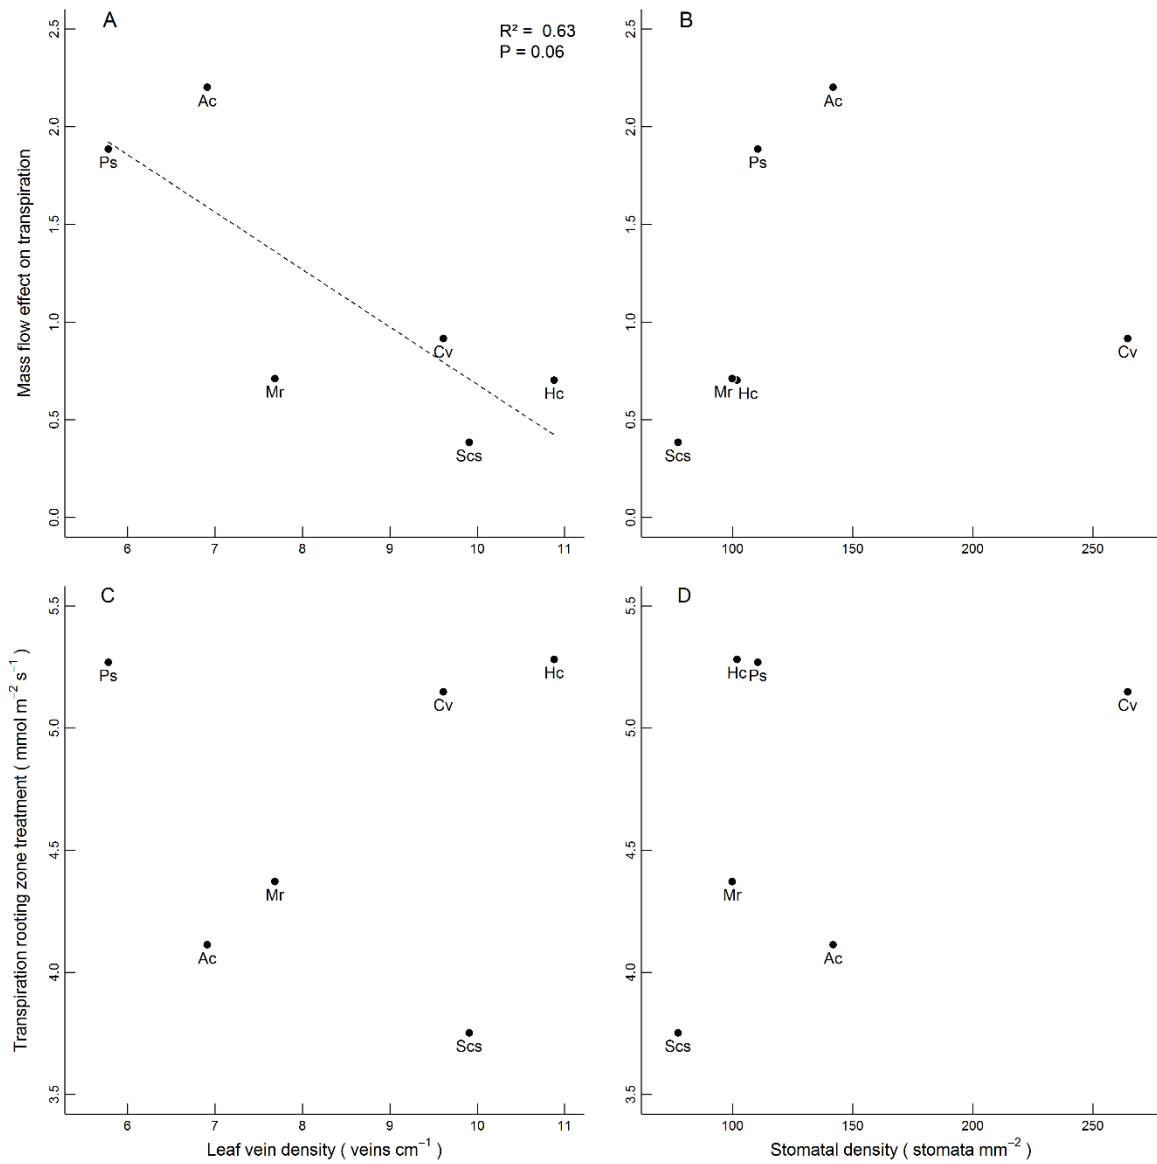 A
R² = 0.63
P = 0.06
Mass flow effect on transpiration
2.5
2.0
1.5
1.0
0.5
0.0
Ac
Ps
Cv
Mr
Hc
Scs
6 7 8 9 10 11
B
2.5
2.0
1.5
1.0
0.5
0.0
Ac
Ps
Cv
Mr Hc
Scs
100 150 200 250
C
Transpiration rooting zone treatment ( mmol m⁻² s⁻¹ )
5.5
5.0
4.5
4.0
3.5
Ps
Hc
Cv
Mr
Ac
Scs
6 7 8 9 10 11
Leaf vein density ( veins cm⁻¹ )
D
5.5
5.0
4.5
4.0
3.5
Hc Ps
Cv
Mr
Ac
Scs
100 150 200 250
Stomatal density ( stomata mm⁻² )